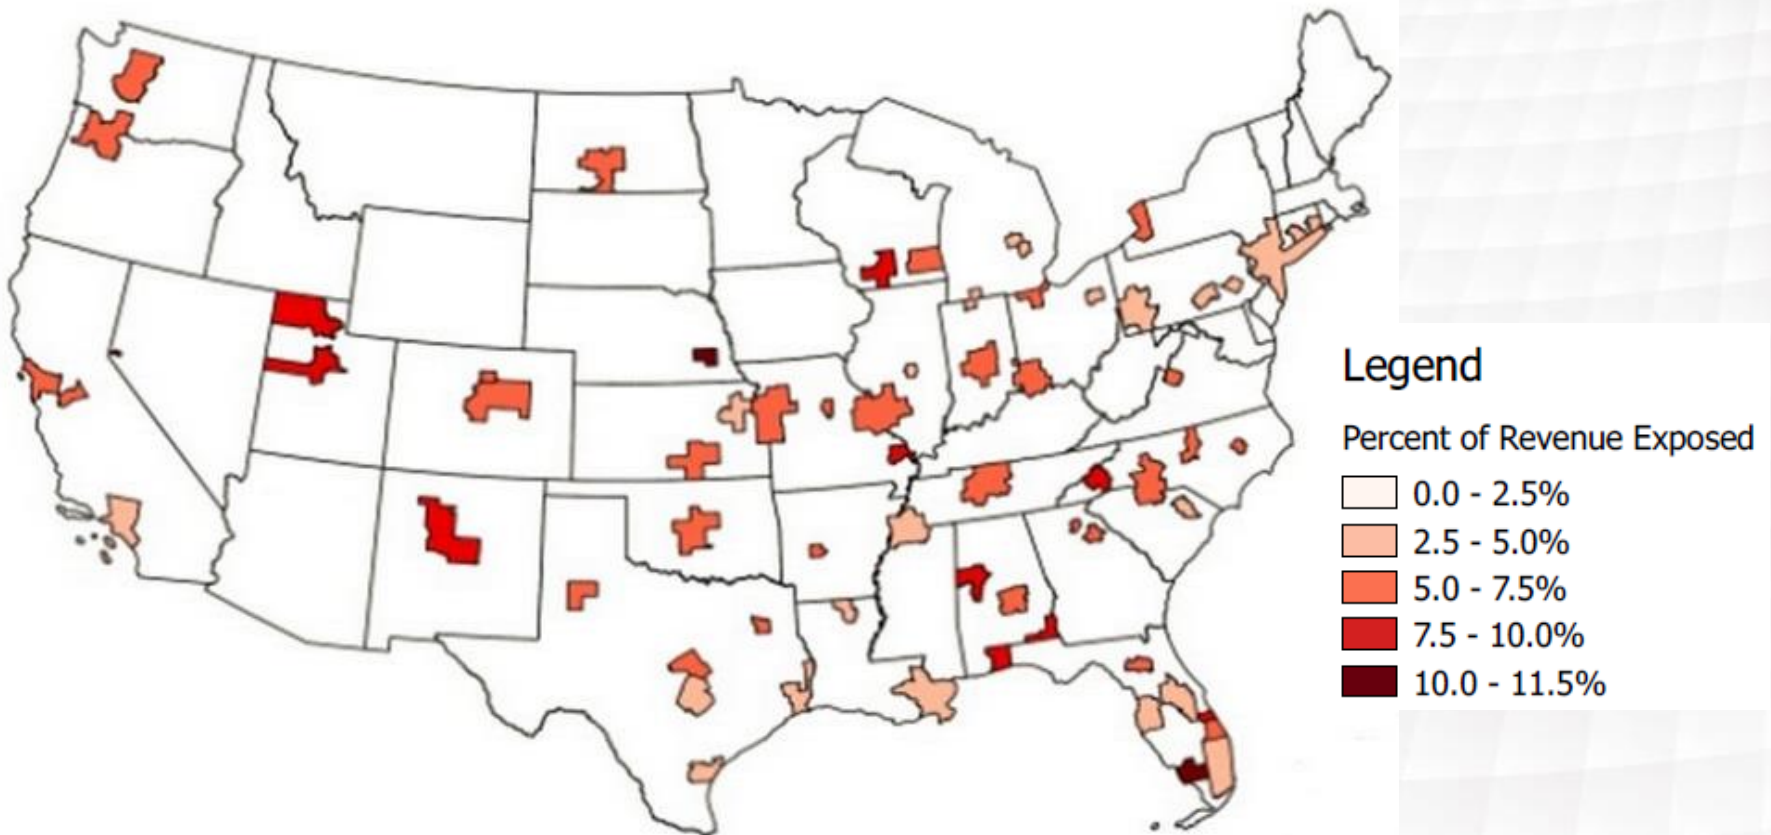 Legend
Percent of Revenue Exposed
0.0 - 2.5%
2.5 - 5.0%
5.0 - 7.5%
7.5 - 10.0%
10.0 - 11.5%